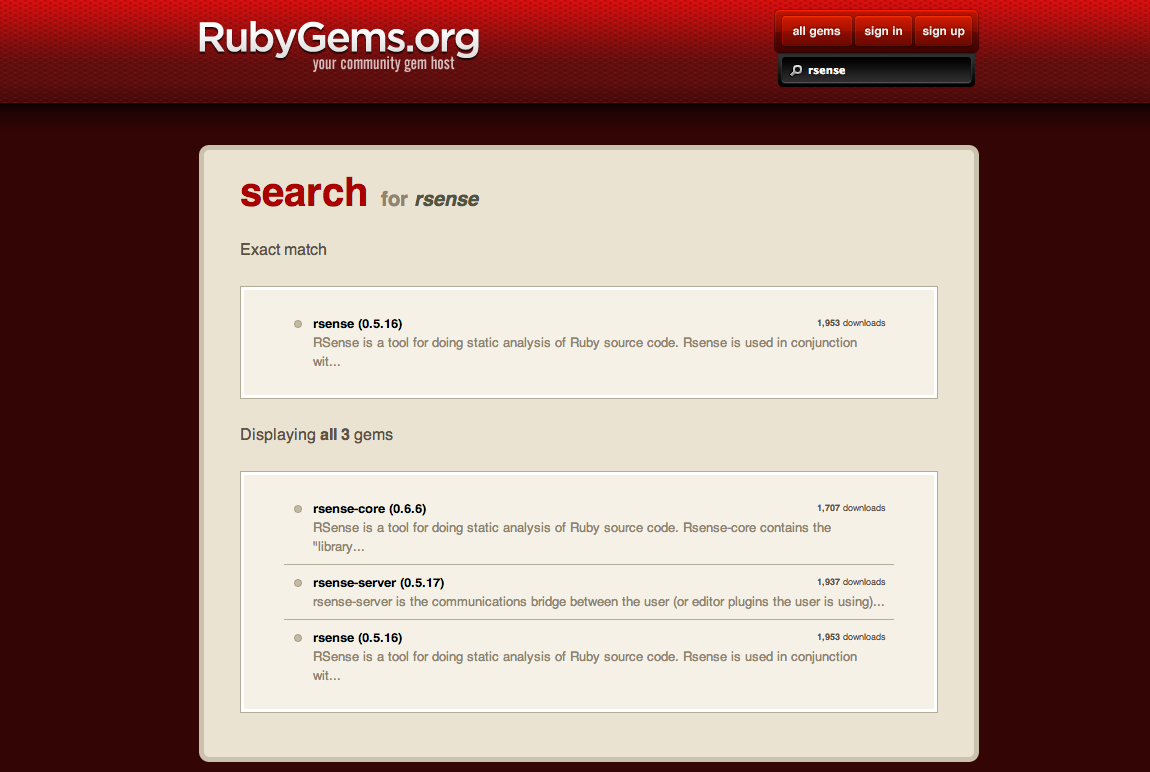 RubyGems.org
your community gem host
all gems sign in sign up
rsense
search for rsense
Exact match
rsense (0.5.16) 1,953 downloads
RSense is a tool for doing static analysis of Ruby source code. Rsense is used in conjunction
wit...
Displaying all 3 gems
rsense-core (0.6.6) 1,707 downloads
RSense is a tool for doing static analysis of Ruby source code. Rsense-core contains the
"library...
rsense-server (0.5.17) 1,937 downloads
rsense-server is the communications bridge between the user (or editor plugins the user is using)...
rsense (0.5.16) 1,953 downloads
RSense is a tool for doing static analysis of Ruby source code. Rsense is used in conjunction
wit...